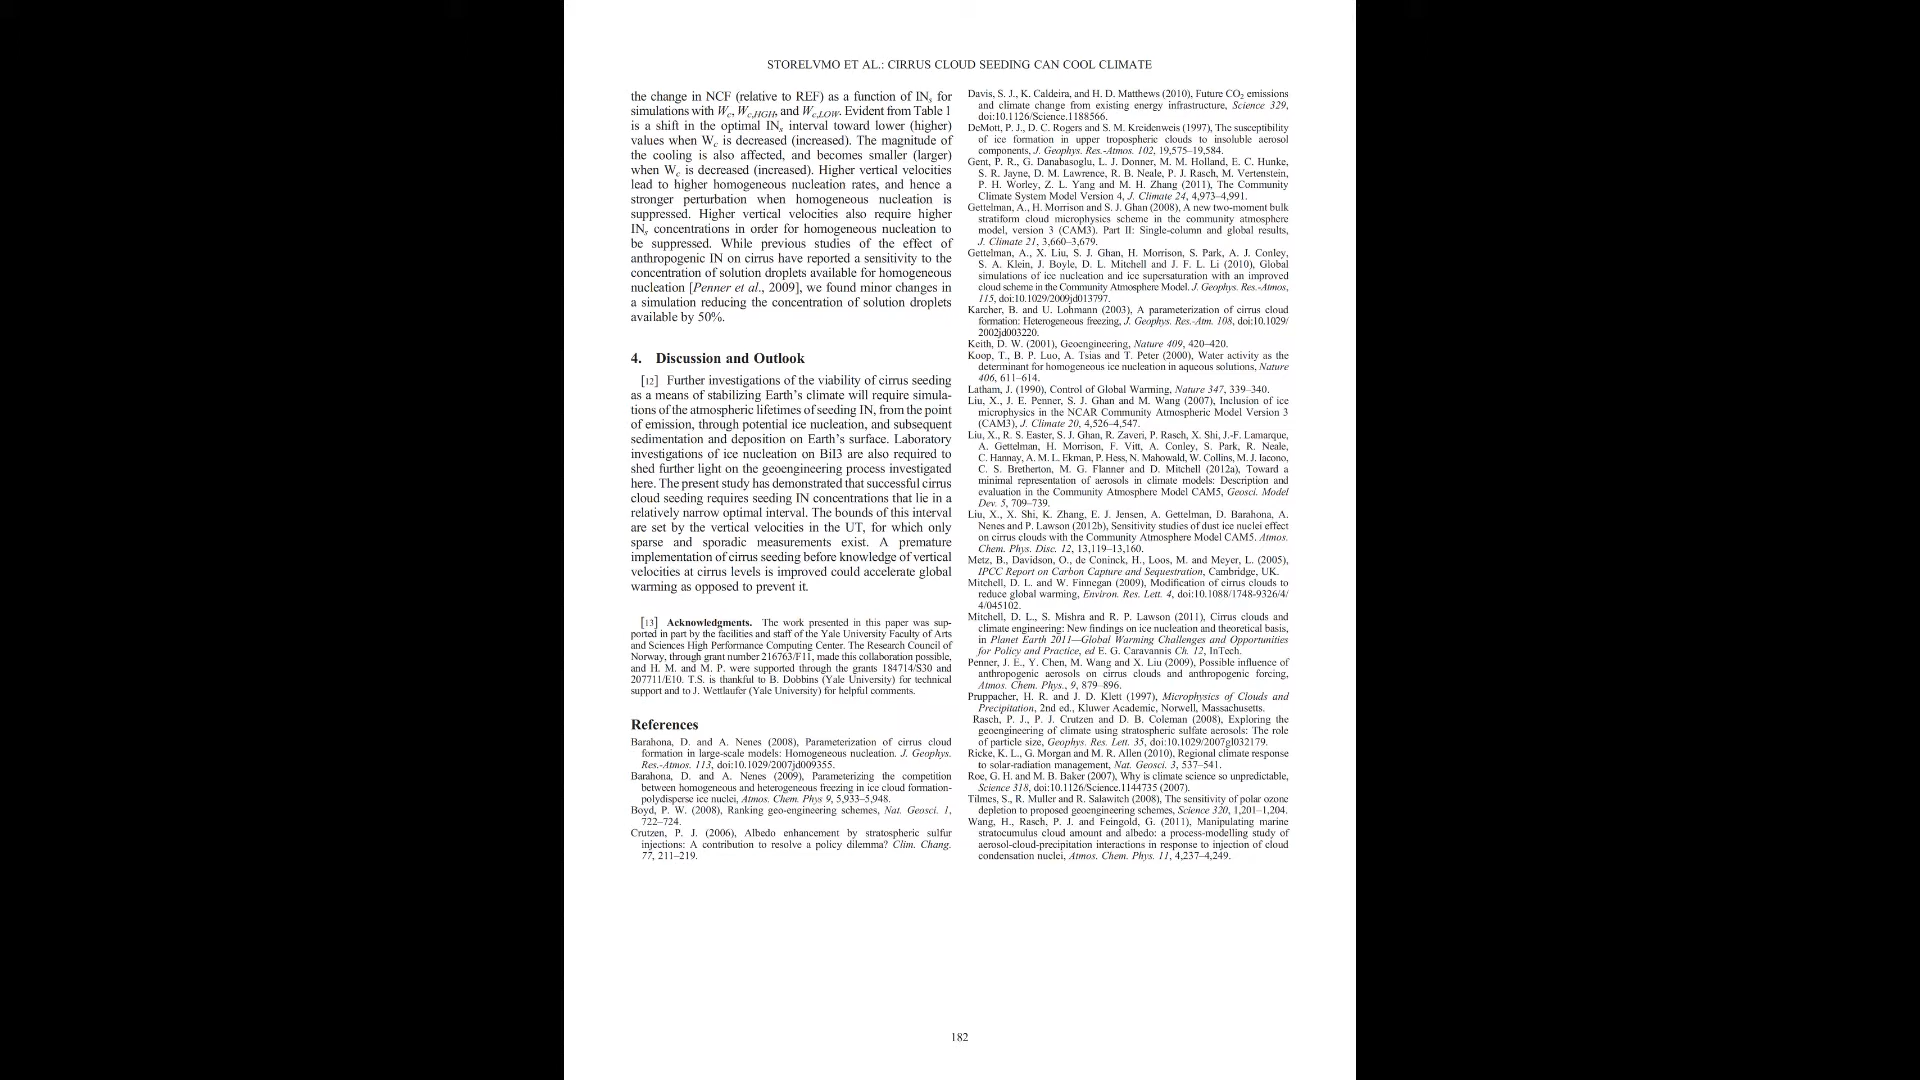 STORELVMO ET AL.: CIRRUS CLOUD SEEDING CAN COOL CLIMATE
the change in NCF (relative to REF) as a function of INs for
simulations with Wc, Wc,HGH, and Wc,LOW. Evident from Table 1
is a shift in the optimal INs interval toward lower (higher)
values when Wc is decreased (increased). The magnitude of
the cooling is also affected, and becomes smaller (larger)
when Wc is decreased (increased). Higher vertical velocities
lead to higher homogeneous nucleation rates, and hence a
stronger perturbation when homogeneous nucleation is
suppressed. Higher vertical velocities also require higher
INs concentrations in order for homogeneous nucleation to
be suppressed. While previous studies of the effect of
anthropogenic IN on cirrus have reported a sensitivity to the
concentration of solution droplets available for homogeneous
nucleation [Penner et al., 2009], we found minor changes in
a simulation reducing the concentration of solution droplets
available by 50%.
4. Discussion and Outlook
[12] Further investigations of the viability of cirrus seeding
as a means of stabilizing Earth's climate will require simula-
tions of the atmospheric lifetimes of seeding IN, from the point
of emission, through potential ice nucleation, and subsequent
sedimentation and deposition on Earth's surface. Laboratory
investigations of ice nucleation on BiI3 are also required to
shed further light on the geoengineering process investigated
here. The present study has demonstrated that successful cirrus
cloud seeding requires seeding IN concentrations that lie in a
relatively narrow optimal interval. The bounds of this interval
are set by the vertical velocities in the UT, for which only
sparse and sporadic measurements exist. A premature
implementation of cirrus seeding before knowledge of vertical
velocities at cirrus levels is improved could accelerate global
warming as opposed to prevent it.
[13] Acknowledgments. The work presented in this paper was sup-
ported in part by the facilities and staff of the Yale University Faculty of Arts
and Sciences High Performance Computing Center. The Research Council of
Norway, through grant number 216763/F11, made this collaboration possible,
and H. M. and M. P. were supported through the grants 184714/S30 and
207711/E10. T.S. is thankful to B. Dobbins (Yale University) for technical
support and to J. Wettlaufer (Yale University) for helpful comments.
References
Barahona, D. and A. Nenes (2008), Parameterization of cirrus cloud
formation in large-scale models: Homogeneous nucleation. J. Geophys.
Res.-Atmos. 113, doi:10.1029/2007jd009355.
Barahona, D. and A. Nenes (2009), Parameterizing the competition
between homogeneous and heterogeneous freezing in ice cloud formation-
polydisperse ice nuclei, Atmos. Chem. Phys 9, 5,933–5,948.
Boyd, P. W. (2008), Ranking geo-engineering schemes, Nat. Geosci. 1,
722–724.
Crutzen, P. J. (2006), Albedo enhancement by stratospheric sulfur
injections: A contribution to resolve a policy dilemma? Clim. Chang.
77, 211–219.
Davis, S. J., K. Caldeira, and H. D. Matthews (2010), Future CO2 emissions
and climate change from existing energy infrastructure, Science 329,
doi:10.1126/Science.1188566.
DeMott, P. J., D. C. Rogers and S. M. Kreidenweis (1997), The susceptibility
of ice formation in upper tropospheric clouds to insoluble aerosol
components, J. Geophys. Res.-Atmos. 102, 19,575–19,584.
Gent, P. R., G. Danabasoglu, L. J. Donner, M. M. Holland, E. C. Hunke,
S. R. Jayne, D. M. Lawrence, R. B. Neale, P. J. Rasch, M. Vertenstein,
P. H. Worley, Z. L. Yang and M. H. Zhang (2011), The Community
Climate System Model Version 4, J. Climate 24, 4,973–4,991.
Gettelman, A., H. Morrison and S. J. Ghan (2008), A new two-moment bulk
stratiform cloud microphysics scheme in the community atmosphere
model, version 3 (CAM3). Part II: Single-column and global results,
J. Climate 21, 3,660–3,679.
Gettelman, A., X. Liu, S. J. Ghan, H. Morrison, S. Park, A. J. Conley,
S. A. Klein, J. Boyle, D. L. Mitchell and J. F. L. Li (2010), Global
simulations of ice nucleation and ice supersaturation with an improved
cloud scheme in the Community Atmosphere Model. J. Geophys. Res.-Atmos,
115, doi:10.1029/2009jd013797.
Karcher, B. and U. Lohmann (2003), A parameterization of cirrus cloud
formation: Heterogeneous freezing, J. Geophys. Res.-Atm. 108, doi:10.1029/
2002jd003220.
Keith, D. W. (2001), Geoengineering, Nature 409, 420–420.
Koop, T., B. P. Luo, A. Tsias and T. Peter (2000), Water activity as the
determinant for homogeneous ice nucleation in aqueous solutions, Nature
406, 611–614.
Latham, J. (1990), Control of Global Warming, Nature 347, 339–340.
Liu, X., J. E. Penner, S. J. Ghan and M. Wang (2007), Inclusion of ice
microphysics in the NCAR Community Atmospheric Model Version 3
(CAM3), J. Climate 20, 4,526–4,547.
Liu, X., R. S. Easter, S. J. Ghan, R. Zaveri, P. Rasch, X. Shi, J.-F. Lamarque,
A. Gettelman, H. Morrison, F. Vitt, A. Conley, S. Park, R. Neale,
C. Hannay, A. M. L. Ekman, P. Hess, N. Mahowald, W. Collins, M. J. Iacono,
C. S. Bretherton, M. G. Flanner and D. Mitchell (2012a), Toward a
minimal representation of aerosols in climate models: Description and
evaluation in the Community Atmosphere Model CAM5, Geosci. Model
Dev. 5, 709–739.
Liu, X., X. Shi, K. Zhang, E. J. Jensen, A. Gettelman, D. Barahona, A.
Nenes and P. Lawson (2012b), Sensitivity studies of dust ice nuclei effect
on cirrus clouds with the Community Atmosphere Model CAM5. Atmos.
Chem. Phys. Disc. 12, 13,119–13,160.
Metz, B., Davidson, O., de Coninck, H., Loos, M. and Meyer, L. (2005),
IPCC Report on Carbon Capture and Sequestration, Cambridge, UK.
Mitchell, D. L. and W. Finnegan (2009), Modification of cirrus clouds to
reduce global warming, Environ. Res. Lett. 4, doi:10.1088/1748-9326/4/
4/045102.
Mitchell, D. L., S. Mishra and R. P. Lawson (2011), Cirrus clouds and
climate engineering: New findings on ice nucleation and theoretical basis,
in Planet Earth 2011—Global Warming Challenges and Opportunities
for Policy and Practice, ed E. G. Caravannis Ch. 12, InTech.
Penner, J. E., Y. Chen, M. Wang and X. Liu (2009), Possible influence of
anthropogenic aerosols on cirrus clouds and anthropogenic forcing,
Atmos. Chem. Phys., 9, 879–896.
Pruppacher, H. R. and J. D. Klett (1997), Microphysics of Clouds and
Precipitation, 2nd ed., Kluwer Academic, Norwell, Massachusetts.
Rasch, P. J., P. J. Crutzen and D. B. Coleman (2008), Exploring the
geoengineering of climate using stratospheric sulfate aerosols: The role
of particle size, Geophys. Res. Lett. 35, doi:10.1029/2007gl032179.
Ricke, K. L., G. Morgan and M. R. Allen (2010), Regional climate response
to solar-radiation management, Nat. Geosci. 3, 537–541.
Roe, G. H. and M. B. Baker (2007), Why is climate science so unpredictable,
Science 318, doi:10.1126/Science.1144735 (2007).
Tilmes, S., R. Muller and R. Salawitch (2008), The sensitivity of polar ozone
depletion to proposed geoengineering schemes, Science 320, 1,201–1,204.
Wang, H., Rasch, P. J. and Feingold, G. (2011), Manipulating marine
stratocumulus cloud amount and albedo: a process-modelling study of
aerosol-cloud-precipitation interactions in response to injection of cloud
condensation nuclei, Atmos. Chem. Phys. 11, 4,237–4,249.
182